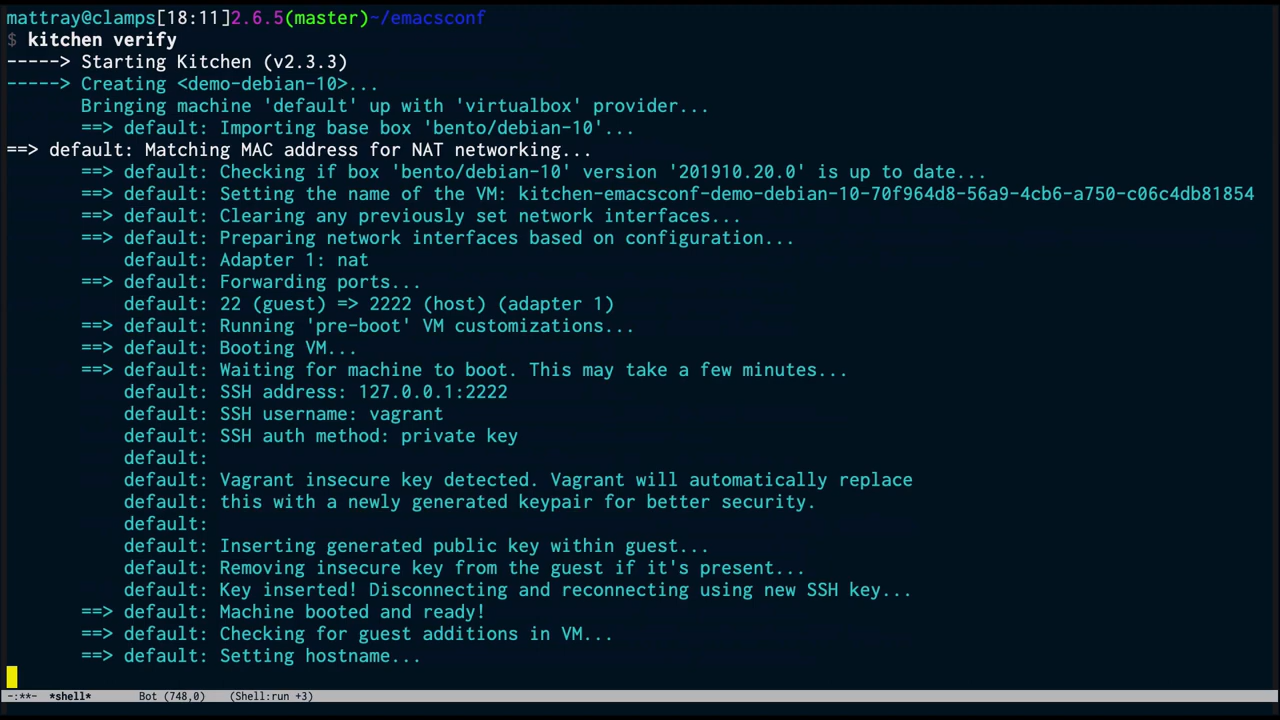 mattray@clamps[18:11]2.6.5(master)~/emacsconf
$ kitchen verify
-----> Starting Kitchen (v2.3.3)
-----> Creating <demo-debian-10>...
       Bringing machine 'default' up with 'virtualbox' provider...
       ==> default: Importing base box 'bento/debian-10'...
==> default: Matching MAC address for NAT networking...
       ==> default: Checking if box 'bento/debian-10' version '201910.20.0' is up to date...
       ==> default: Setting the name of the VM: kitchen-emacsconf-demo-debian-10-70f964d8-56a9-4cb6-a750-c06c4db81854
       ==> default: Clearing any previously set network interfaces...
       ==> default: Preparing network interfaces based on configuration...
           default: Adapter 1: nat
       ==> default: Forwarding ports...
           default: 22 (guest) => 2222 (host) (adapter 1)
       ==> default: Running 'pre-boot' VM customizations...
       ==> default: Booting VM...
       ==> default: Waiting for machine to boot. This may take a few minutes...
           default: SSH address: 127.0.0.1:2222
           default: SSH username: vagrant
           default: SSH auth method: private key
           default:
           default: Vagrant insecure key detected. Vagrant will automatically replace
           default: this with a newly generated keypair for better security.
           default:
           default: Inserting generated public key within guest...
           default: Removing insecure key from the guest if it's present...
           default: Key inserted! Disconnecting and reconnecting using new SSH key...
       ==> default: Machine booted and ready!
       ==> default: Checking for guest additions in VM...
       ==> default: Setting hostname...
-:**-  *shell*      Bot (748,0)    (Shell:run +3)